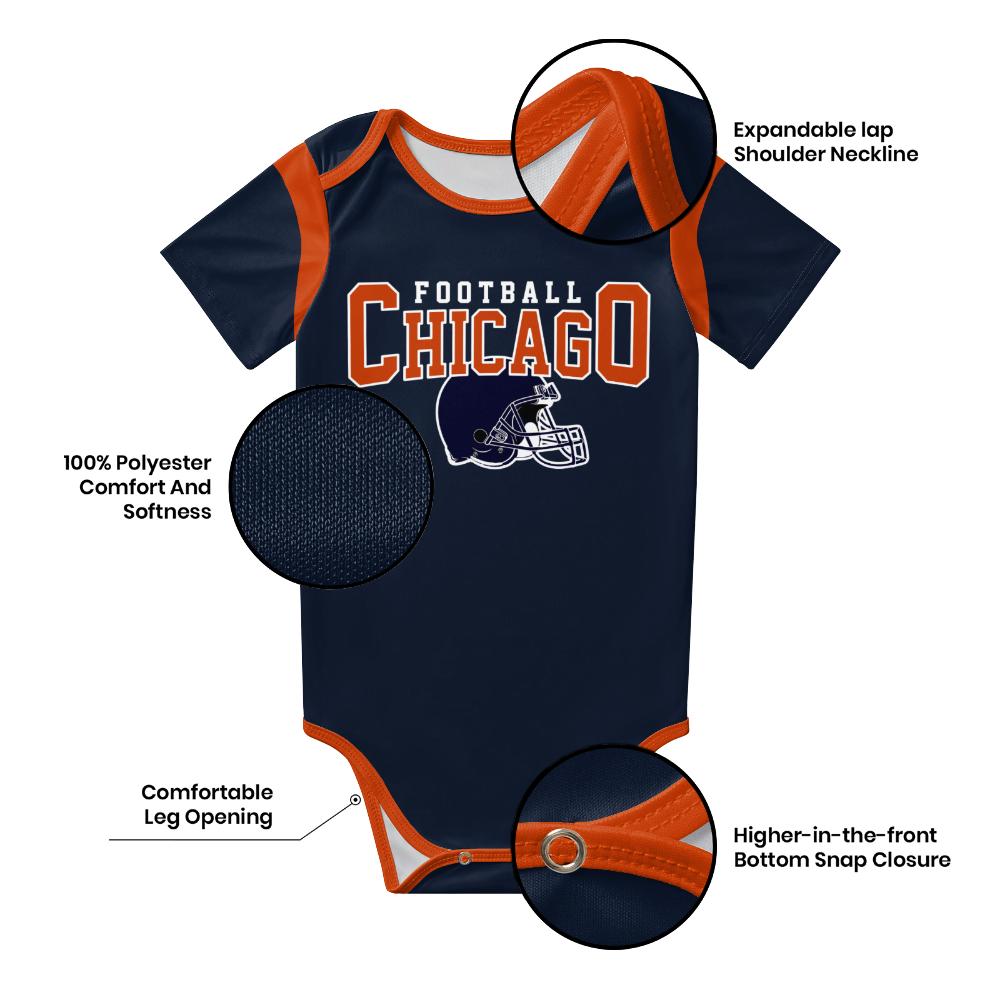 Expandable lap
Shoulder Neckline
FOOTBALL
CHICAGO
100% Polyester
Comfort And
Softness
Comfortable
Leg Opening
Higher-in-the-front
Bottom Snap Closure